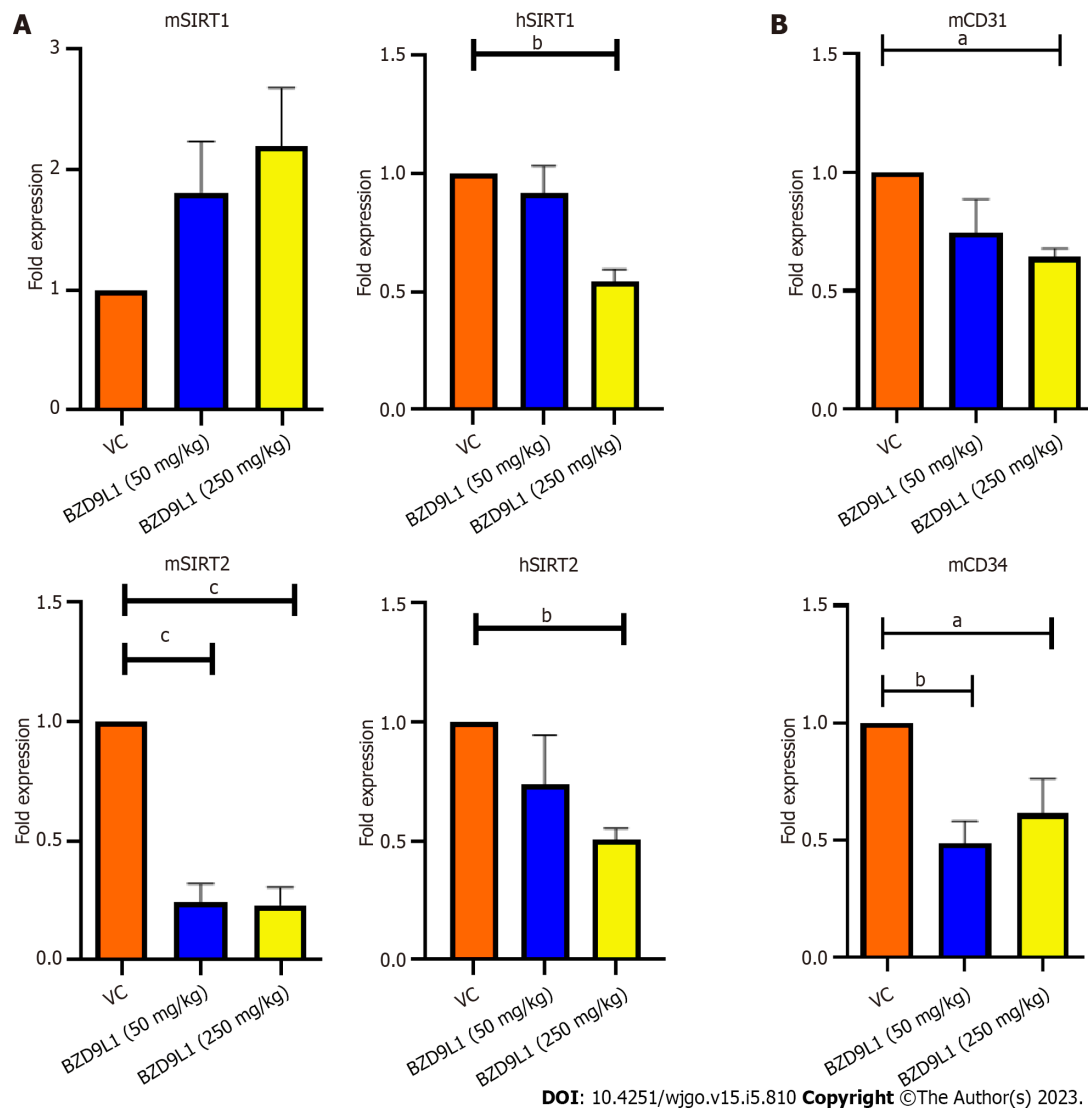 A
mSIRT1
3
2
1
0
Fold expression
VC
BZD9L1 (50 mg/kg)
BZD9L1 (250 mg/kg)
hSIRT1
b
1.5
1.0
0.5
0.0
Fold expression
VC
BZD9L1 (50 mg/kg)
BZD9L1 (250 mg/kg)
B
mCD31
a
1.5
1.0
0.5
0.0
Fold expression
VC
BZD9L1 (50 mg/kg)
BZD9L1 (250 mg/kg)
mSIRT2
c
c
1.5
1.0
0.5
0.0
Fold expression
VC
BZD9L1 (50 mg/kg)
BZD9L1 (250 mg/kg)
hSIRT2
b
1.5
1.0
0.5
0.0
Fold expression
VC
BZD9L1 (50 mg/kg)
BZD9L1 (250 mg/kg)
mCD34
a
b
1.5
1.0
0.5
0.0
Fold expression
VC
BZD9L1 (50 mg/kg)
BZD9L1 (250 mg/kg)
DOI: 10.4251/wjgo.v15.i5.810 Copyright ©The Author(s) 2023.